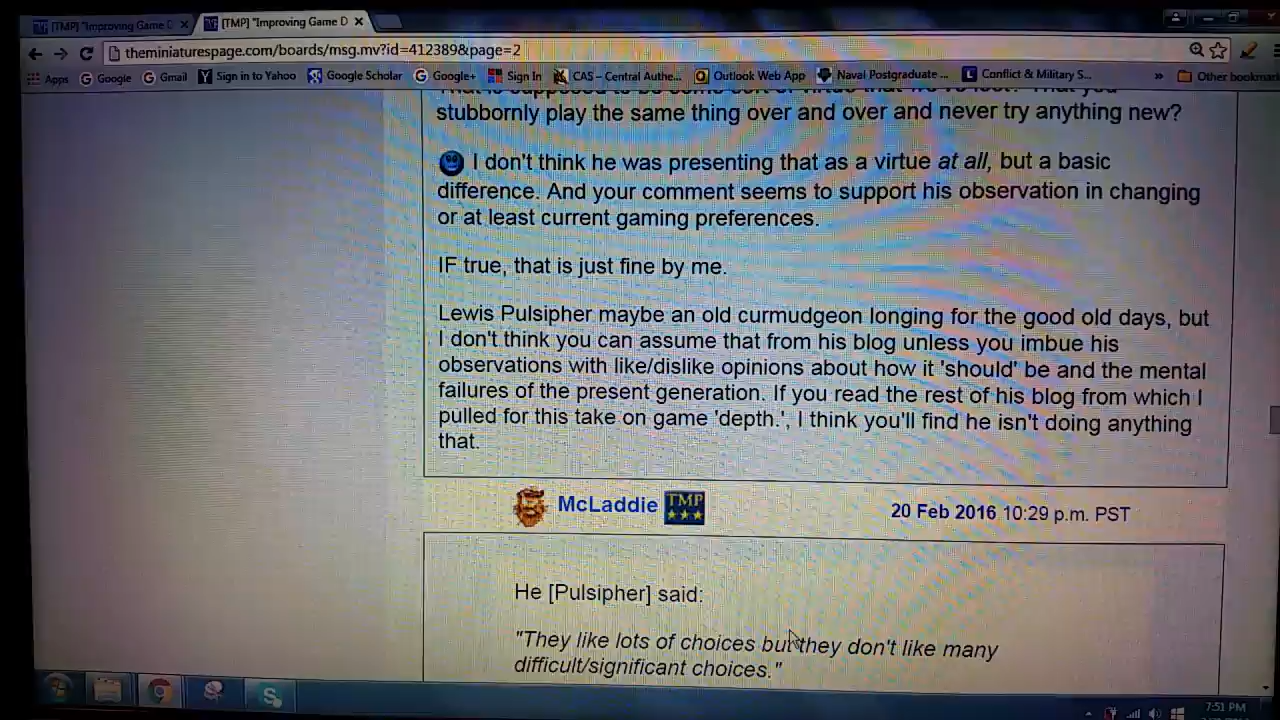 [TMP] "Improving Game D
[TMP] "Improving Game D
theminiaturespage.com/boards/msg.mv?id=412389&page=2
Apps Google Gmail Sign in to Yahoo Google Scholar Google+ Sign In CAS – Central Authe... Outlook Web App Naval Postgraduate ... Conflict & Military S... » Other bookmar
stubbornly play the same thing over and over and never try anything new?
I don't think he was presenting that as a virtue at all, but a basic
difference. And your comment seems to support his observation in changing
or at least current gaming preferences.
IF true, that is just fine by me.
Lewis Pulsipher maybe an old curmudgeon longing for the good old days, but
I don't think you can assume that from his blog unless you imbue his
observations with like/dislike opinions about how it 'should' be and the mental
failures of the present generation. If you read the rest of his blog from which I
pulled for this take on game 'depth.', I think you'll find he isn't doing anything
that.
McLaddie TMP 20 Feb 2016 10:29 p.m. PST
He [Pulsipher] said:
"They like lots of choices but they don't like many
difficult/significant choices."
7:51 PM